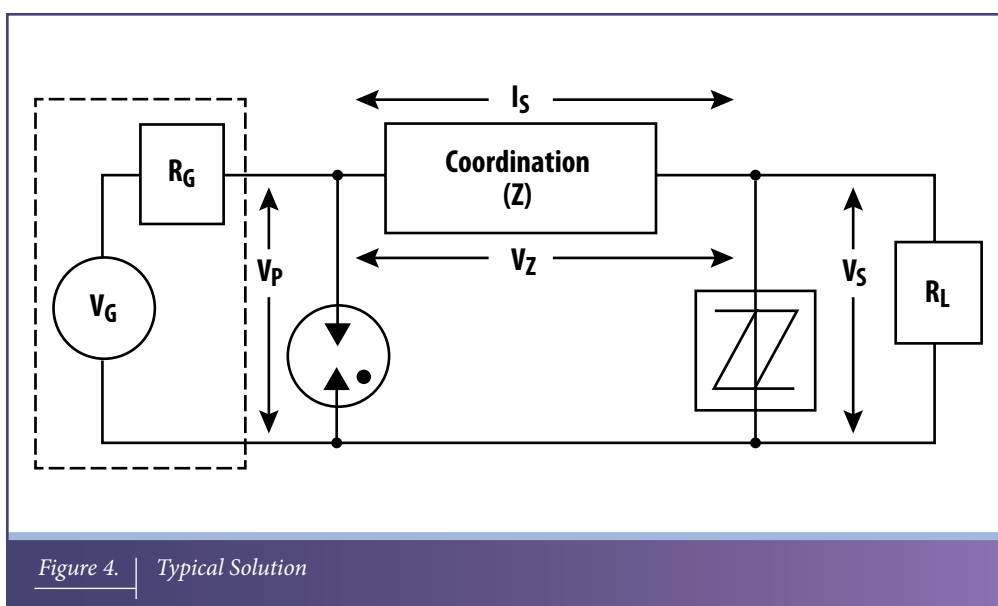 I_S
Coordination
(Z)
R_G
V_P
V_Z
V_S
V_G
R_L
Figure 4. | Typical Solution